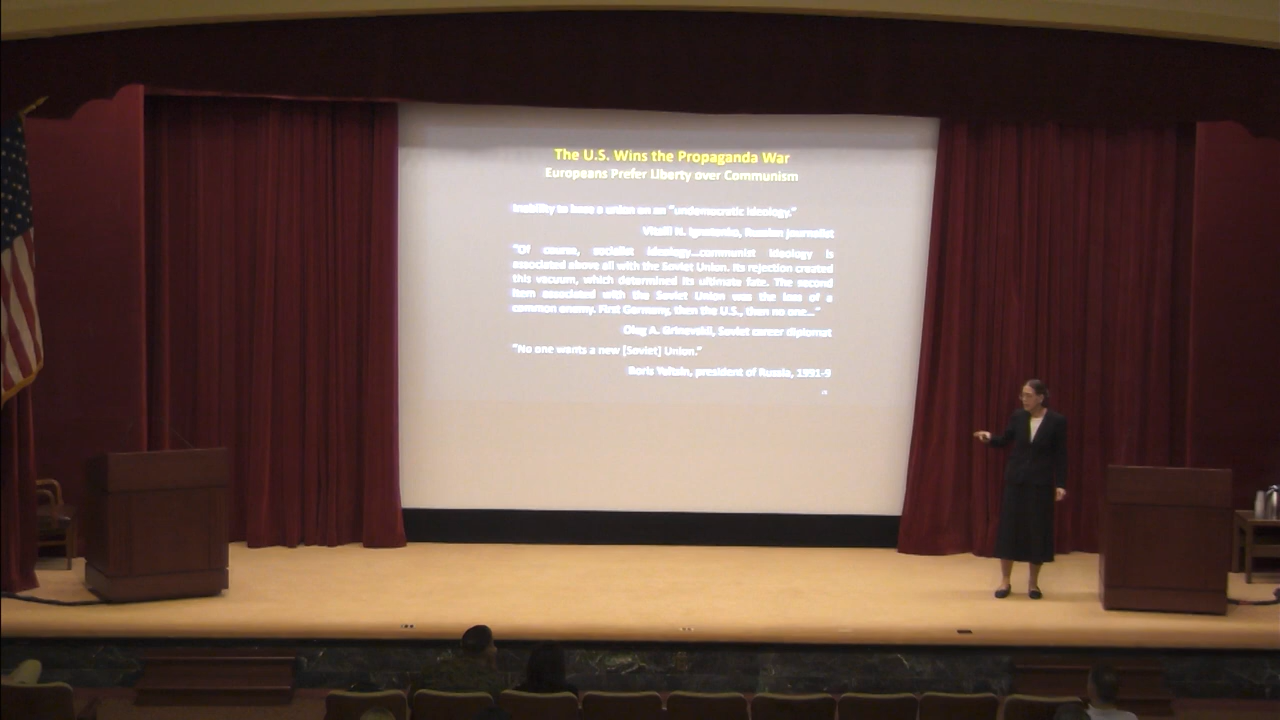 The U.S. Wins the Propaganda War
Europeans Prefer Liberty over Communism
Inability to have a union on an "undemocratic ideology."
Vitalii N. Ignatenko, Russian journalist
"Of course, socialist ideology...communist ideology is
associated above all with the Soviet Union. Its rejection created
this vacuum, which determined its ultimate fate. The second
item associated with the Soviet Union was the loss of a
common enemy. First Germany, then the U.S., then no one..."
Oleg A. Grinevskii, Soviet career diplomat
"No one wants a new [Soviet] Union."
Boris Yeltsin, president of Russia, 1991-9